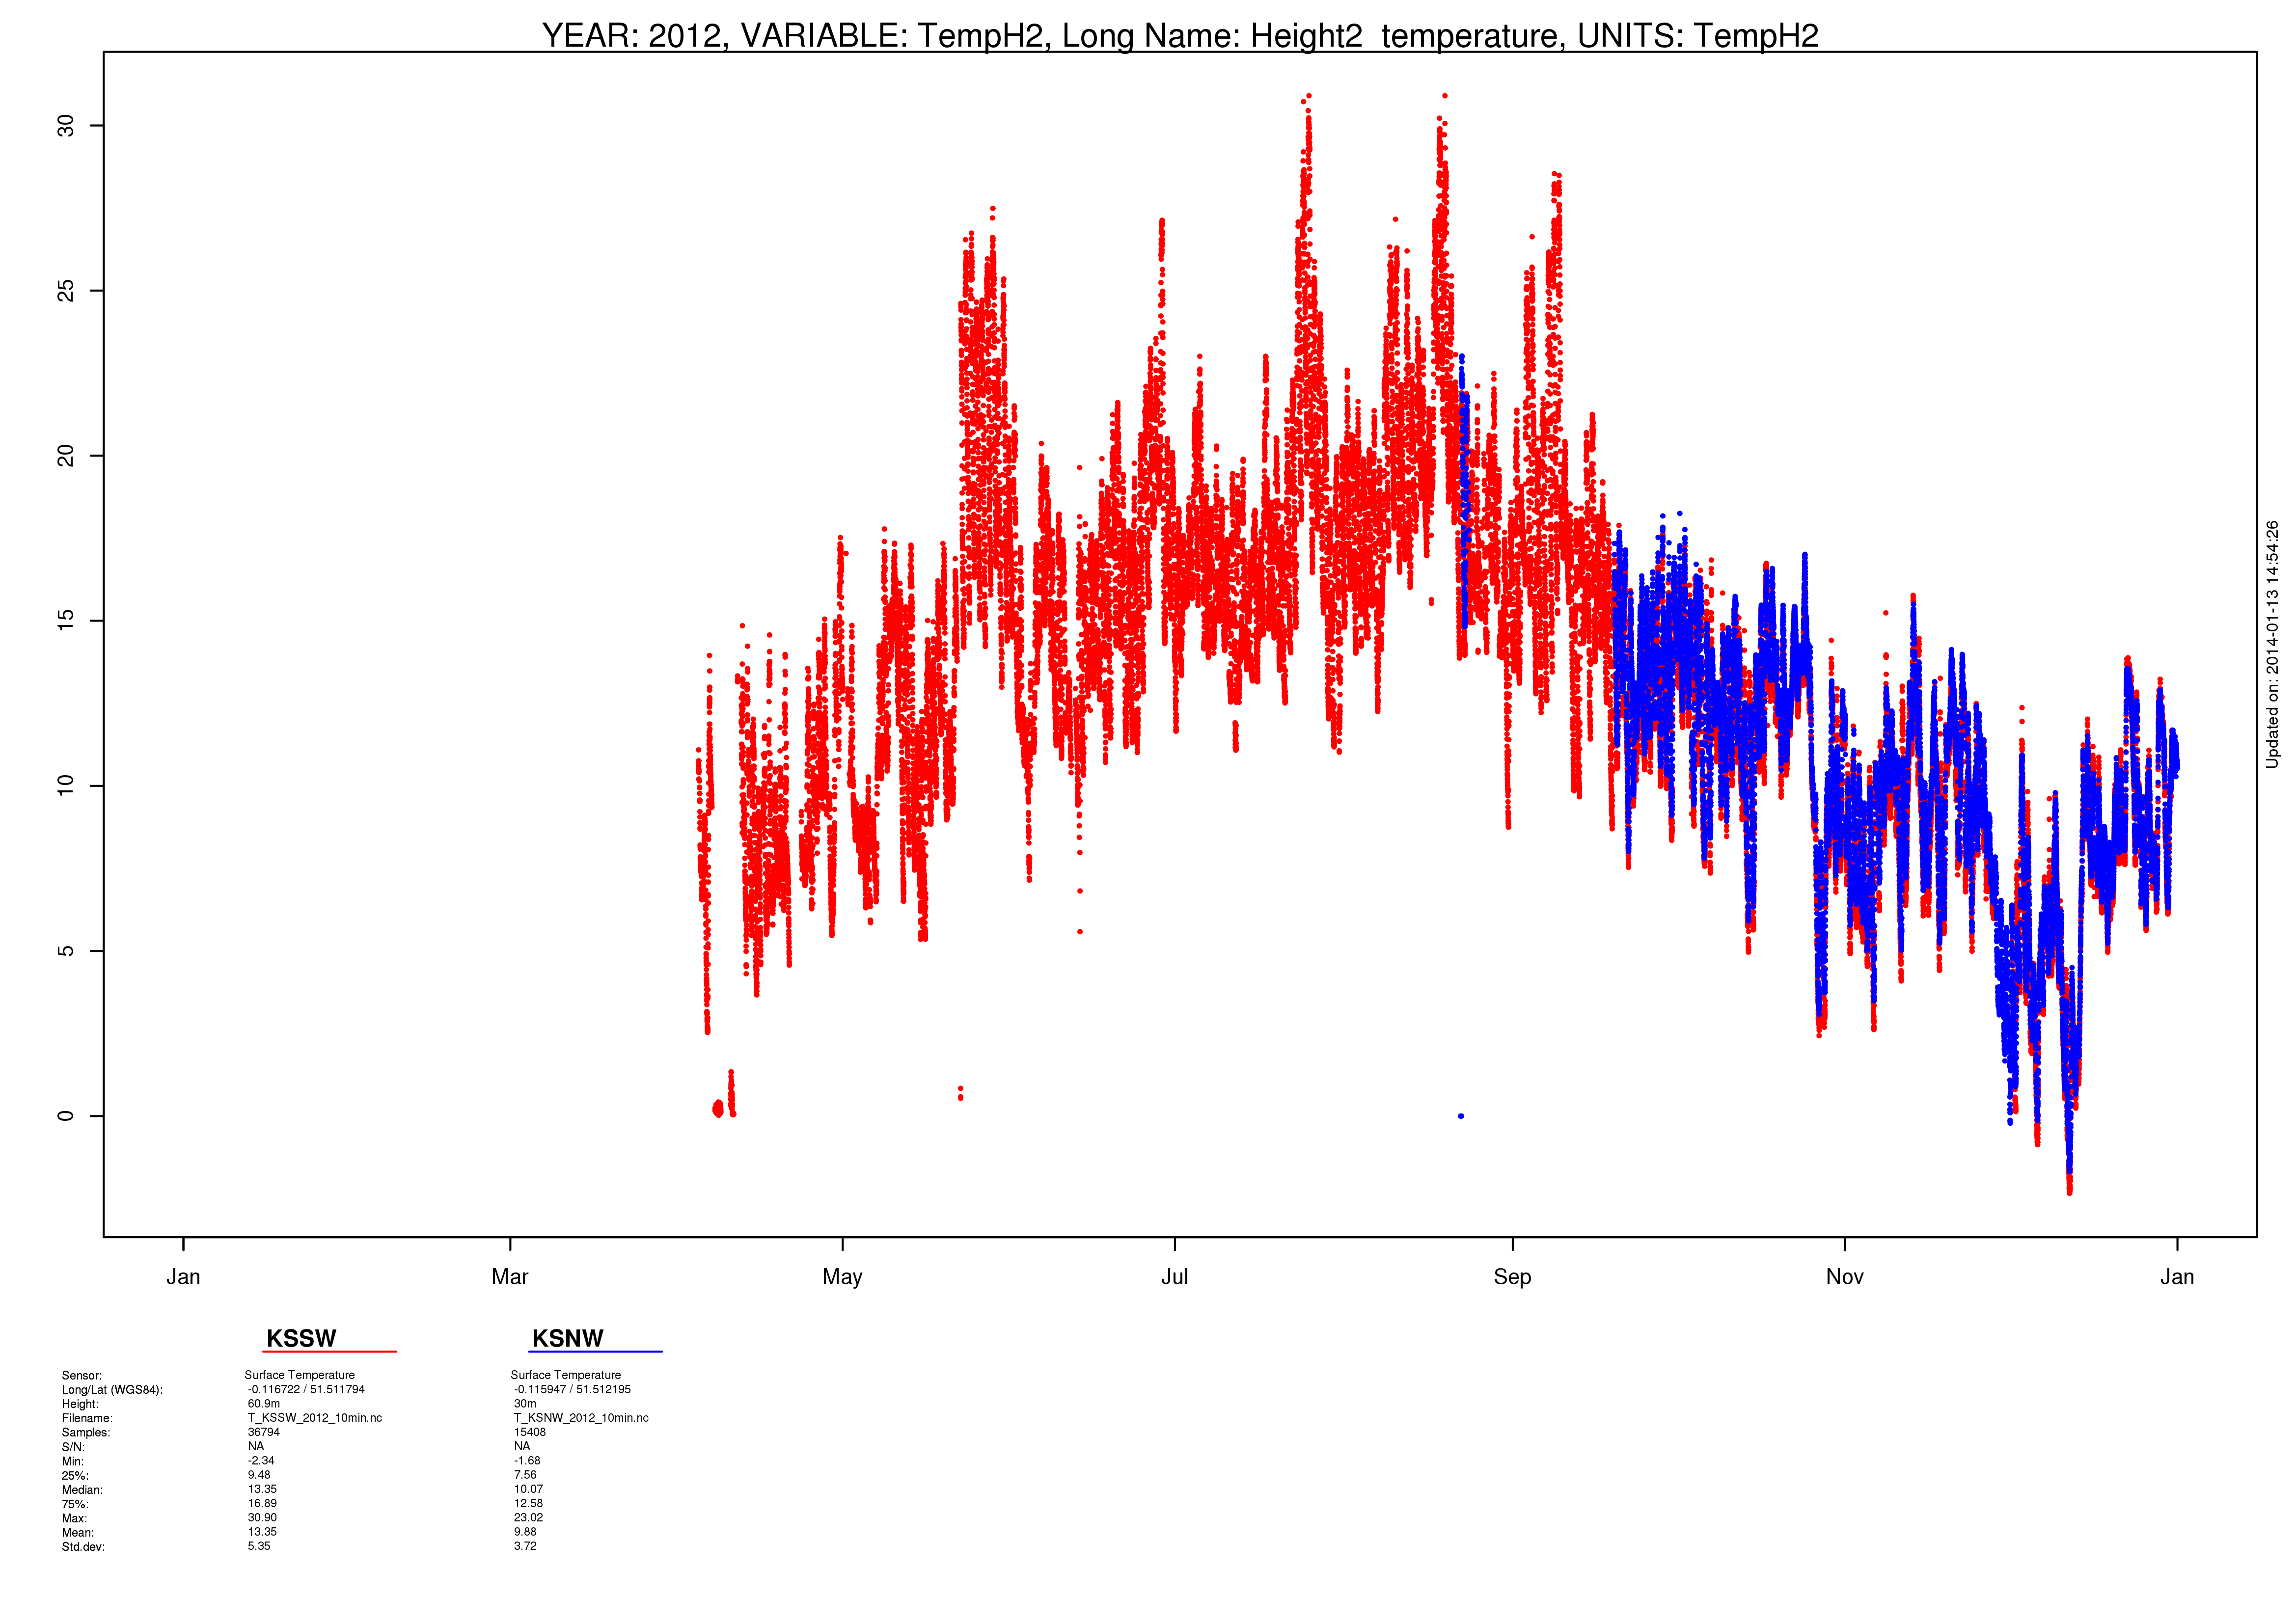 YEAR: 2012, VARIABLE: TempH2, Long Name: Height2  temperature, UNITS: TempH2
30
25
20
15
10
5
0
Updated on: 2014-01-13 14:54:26
Jan Mar May Jul Sep Nov Jan
KSSW KSNW
Sensor: Surface Temperature Surface Temperature
Long/Lat (WGS84): -0.116722 / 51.511794 -0.115947 / 51.512195
Height: 60.9m 30m
Filename: T_KSSW_2012_10min.nc T_KSNW_2012_10min.nc
Samples: 36794 15408
S/N: NA NA
Min: -2.34 -1.68
25%: 9.48 7.56
Median: 13.35 10.07
75%: 16.89 12.58
Max: 30.90 23.02
Mean: 13.35 9.88
Std.dev: 5.35 3.72